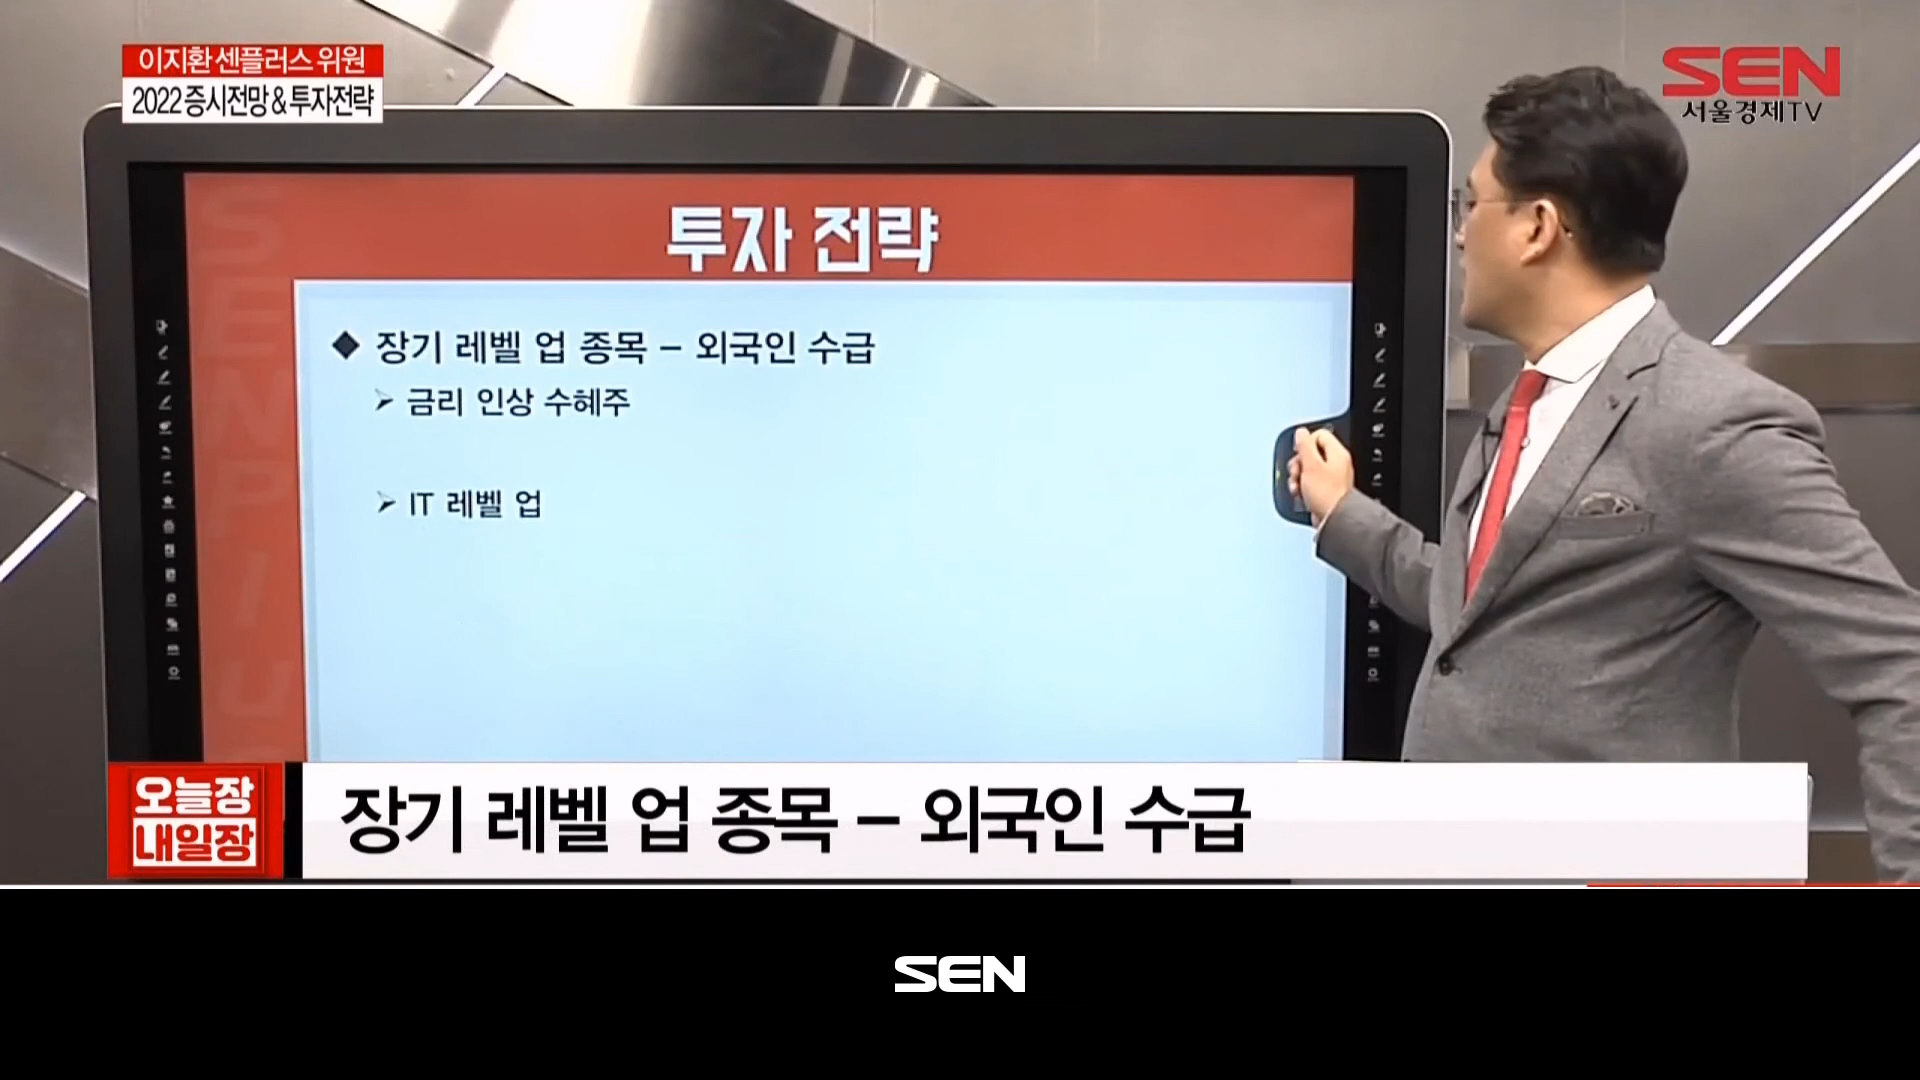 이지환 센플러스 위원
2022 증시전망 & 투자전략
SEN
서울경제TV
투자 전략
SENPLU
◆ 장기 레벨 업 종목 – 외국인 수급
➢ 금리 인상 수혜주
➢ IT 레벨 업
오늘장
내일장
장기 레벨 업 종목 – 외국인 수급
SEN